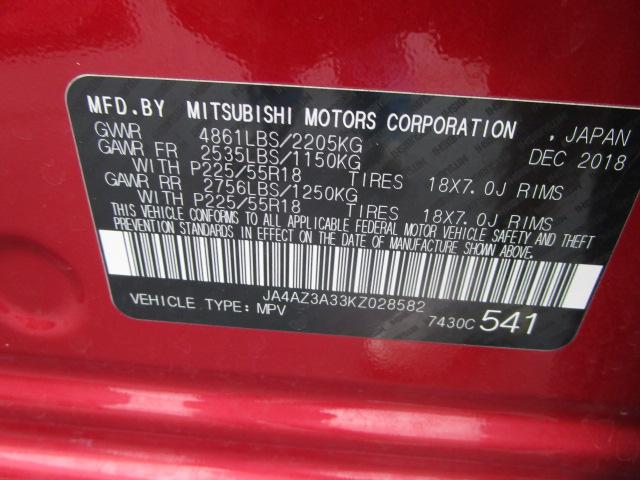 MFD.BY MITSUBISHI MOTORS CORPORATION , JAPAN
GWWR 4861LBS/2205KG DEC 2018
GAWR FR 2535LBS/1150KG
WITH P225/55R18 TIRES 18X7.0J RIMS
GAWR RR 2756LBS/1250KG
WITH P225/55R18 TIRES 18X7.0J RIMS
THIS VEHICLE CONFORMS TO ALL APPLICABLE FEDERAL MOTOR VEHICLE SAFETY AND THEFT
PREVENTION STANDARDS IN EFFECT ON THE DATE OF MANUFACTURE SHOWN ABOVE.
JA4AZ3A33KZ028582
VEHICLE TYPE: MPV 7430C 541